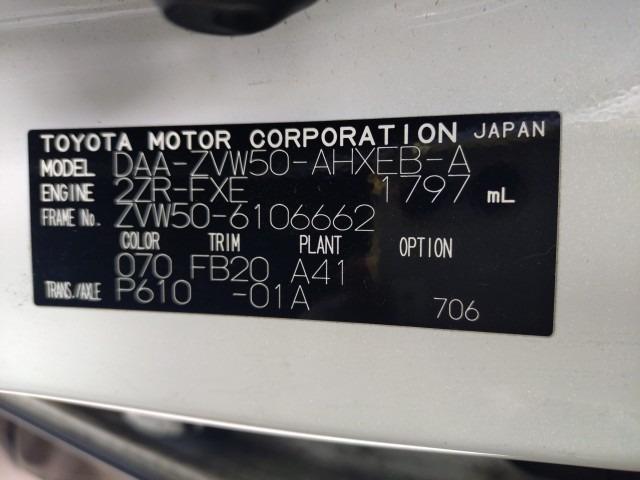 TOYOTA MOTOR CORPORATION JAPAN
MODEL DAA-ZVW50-AHXEB-A
ENGINE 2ZR-FXE 1797 mL
FRAME No. ZVW50-6106662
COLOR TRIM PLANT OPTION
070 FB20 A41
TRANS./AXLE P610 -01A 706